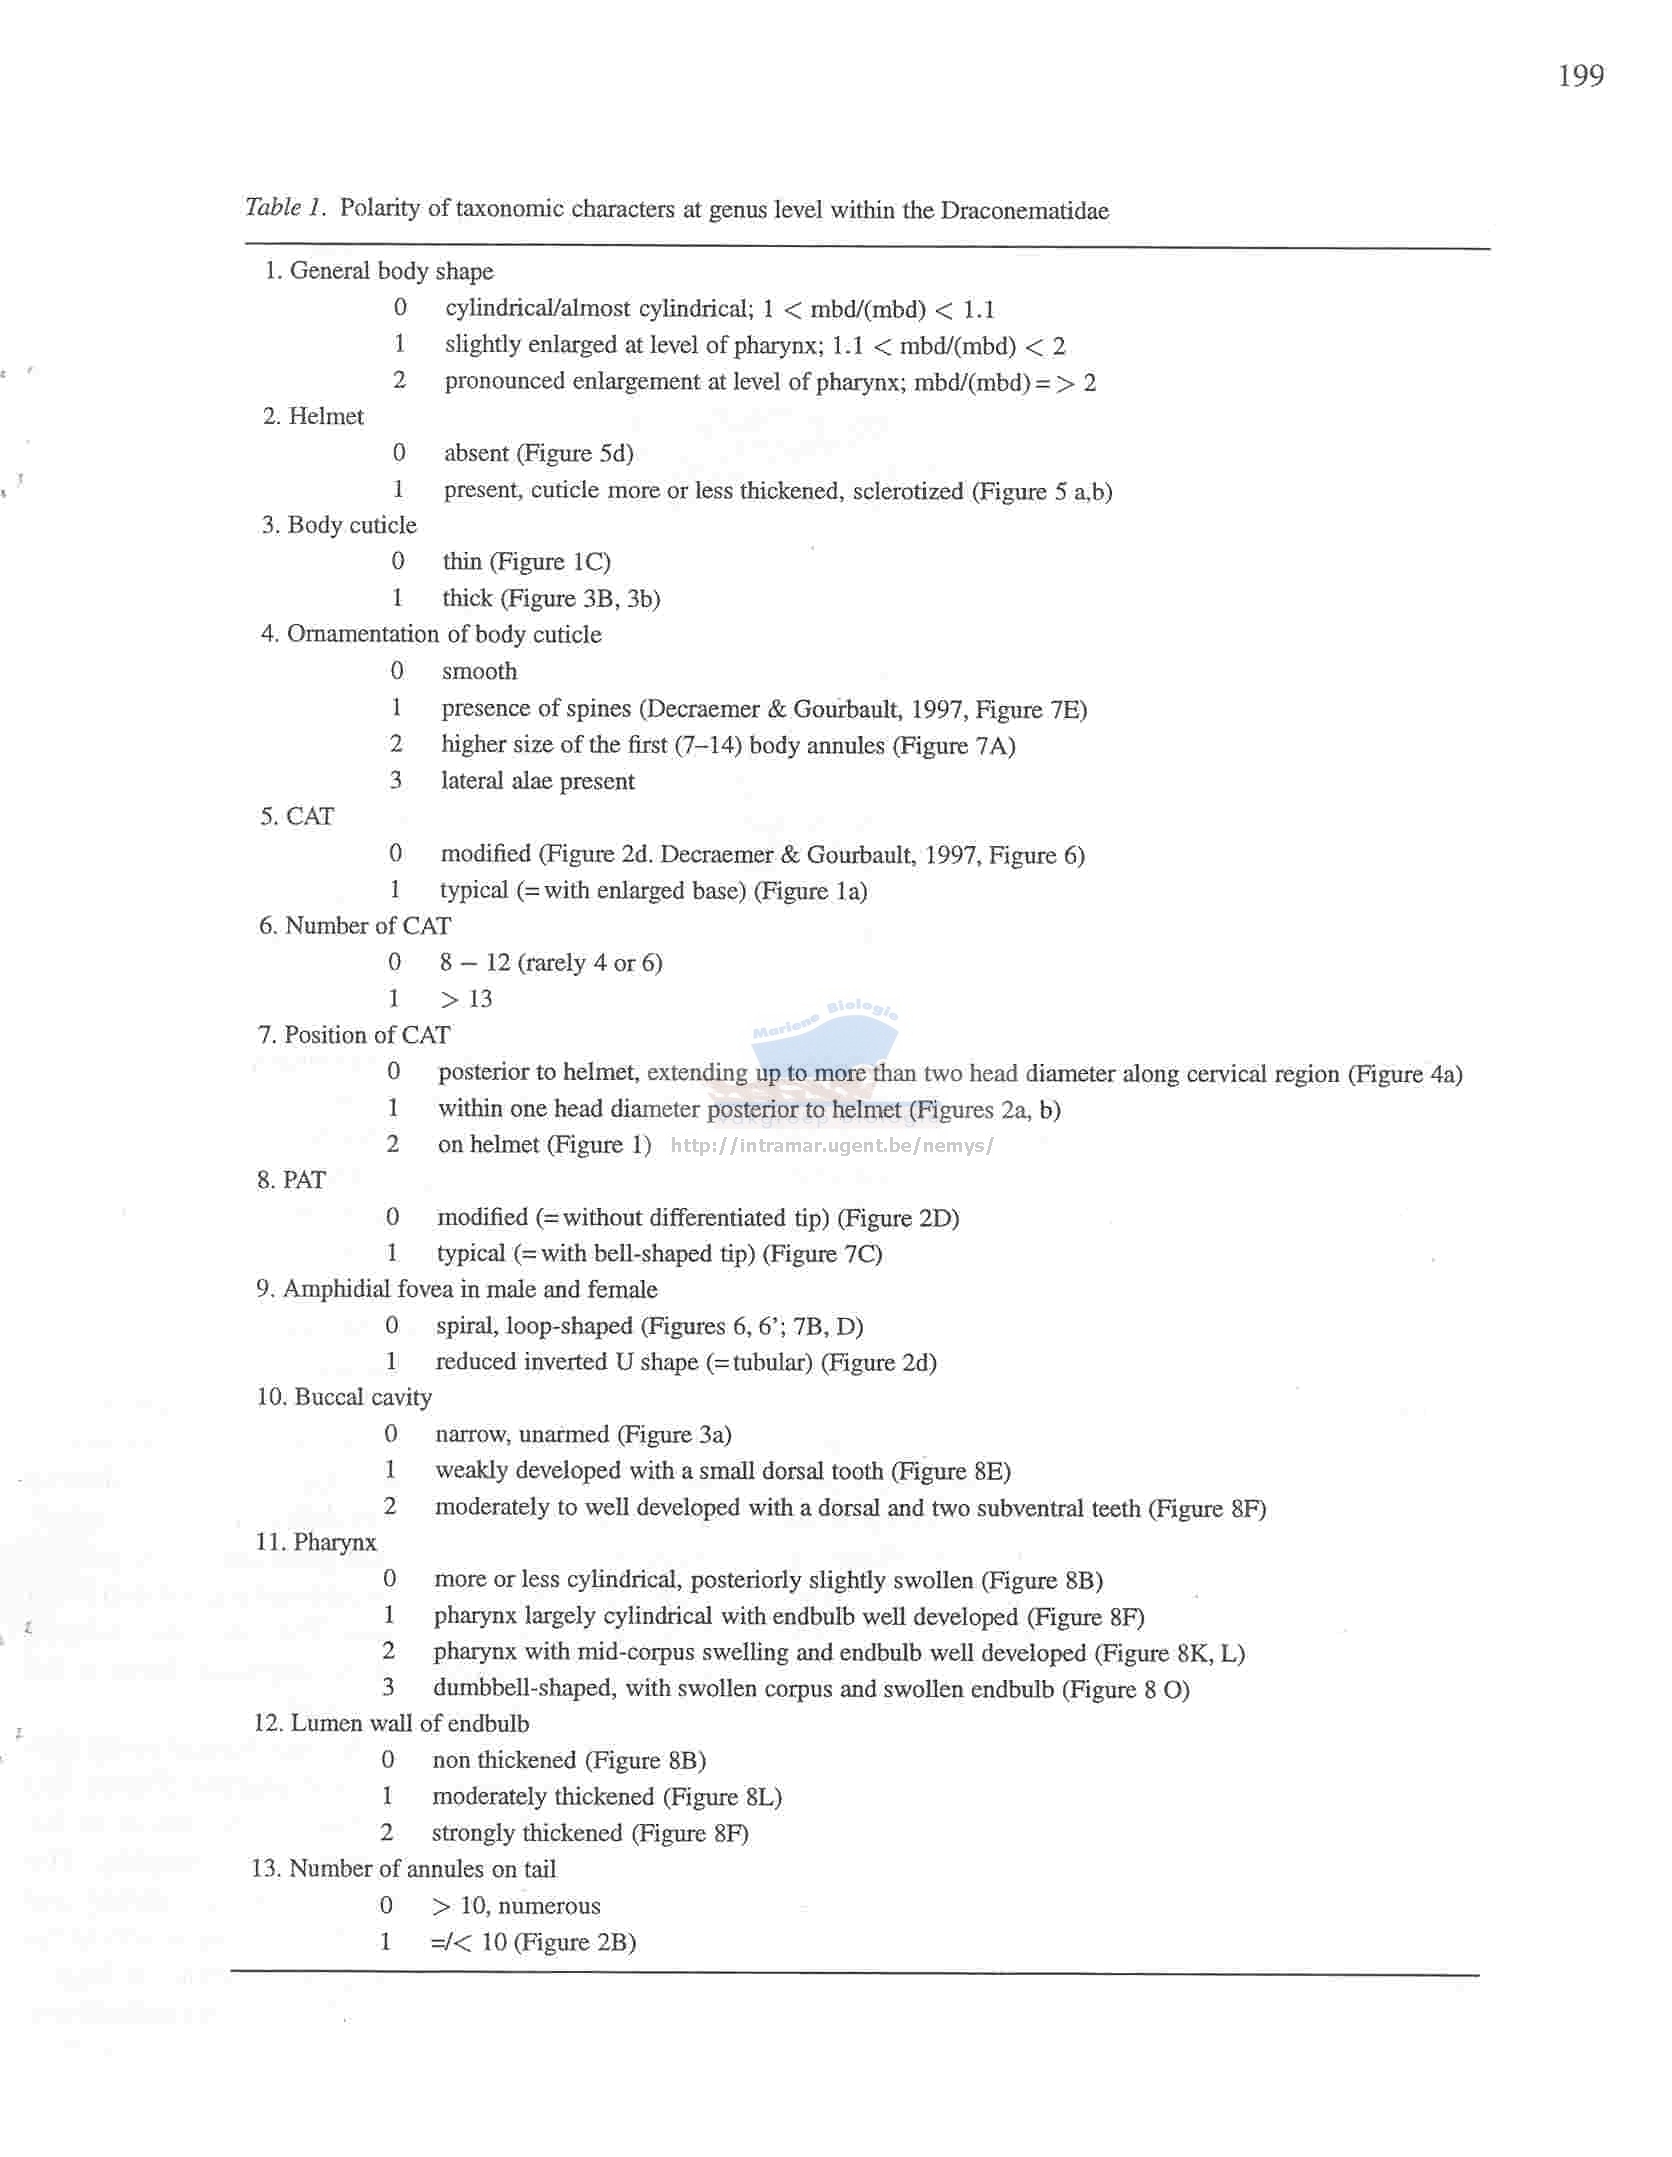 199
Table 1. Polarity of taxonomic characters at genus level within the Draconematidae
1. General body shape
0 cylindrical/almost cylindrical; 1 < mbd/(mbd) < 1.1
1 slightly enlarged at level of pharynx; 1.1 < mbd/(mbd) < 2
2 pronounced enlargement at level of pharynx; mbd/(mbd) = > 2
2. Helmet
0 absent (Figure 5d)
1 present, cuticle more or less thickened, sclerotized (Figure 5 a,b)
3. Body cuticle
0 thin (Figure 1C)
1 thick (Figure 3B, 3b)
4. Ornamentation of body cuticle
0 smooth
1 presence of spines (Decraemer & Gourbault, 1997, Figure 7E)
2 higher size of the first (7–14) body annules (Figure 7A)
3 lateral alae present
5. CAT
0 modified (Figure 2d. Decraemer & Gourbault, 1997, Figure 6)
1 typical (= with enlarged base) (Figure 1a)
6. Number of CAT
0 8 – 12 (rarely 4 or 6)
1 > 13
Mariene Biologie
7. Position of CAT
0 posterior to helmet, extending up to more than two head diameter along cervical region (Figure 4a)
1 within one head diameter posterior to helmet (Figures 2a, b)
2 on helmet (Figure 1) http://intramar.ugent.be/nemys/
8. PAT
0 modified (= without differentiated tip) (Figure 2D)
1 typical (= with bell-shaped tip) (Figure 7C)
9. Amphidial fovea in male and female
0 spiral, loop-shaped (Figures 6, 6'; 7B, D)
1 reduced inverted U shape (= tubular) (Figure 2d)
10. Buccal cavity
0 narrow, unarmed (Figure 3a)
1 weakly developed with a small dorsal tooth (Figure 8E)
2 moderately to well developed with a dorsal and two subventral teeth (Figure 8F)
11. Pharynx
0 more or less cylindrical, posteriorly slightly swollen (Figure 8B)
1 pharynx largely cylindrical with endbulb well developed (Figure 8F)
2 pharynx with mid-corpus swelling and endbulb well developed (Figure 8K, L)
3 dumbbell-shaped, with swollen corpus and swollen endbulb (Figure 8 O)
12. Lumen wall of endbulb
0 non thickened (Figure 8B)
1 moderately thickened (Figure 8L)
2 strongly thickened (Figure 8F)
13. Number of annules on tail
0 > 10, numerous
1 =/< 10 (Figure 2B)